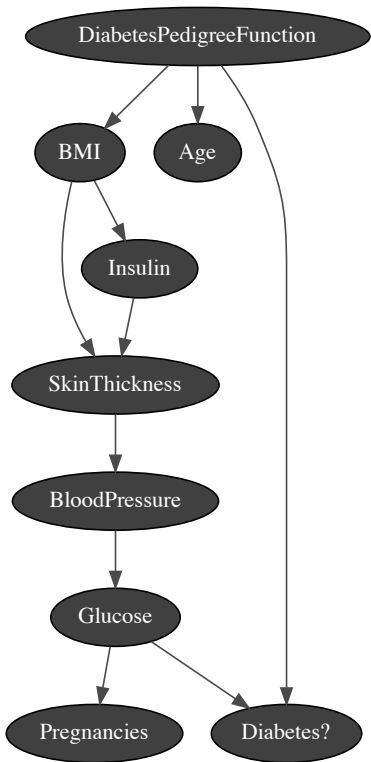 DiabetesPedigreeFunction
BMI
Age
Insulin
SkinThickness
BloodPressure
Glucose
Pregnancies
Diabetes?